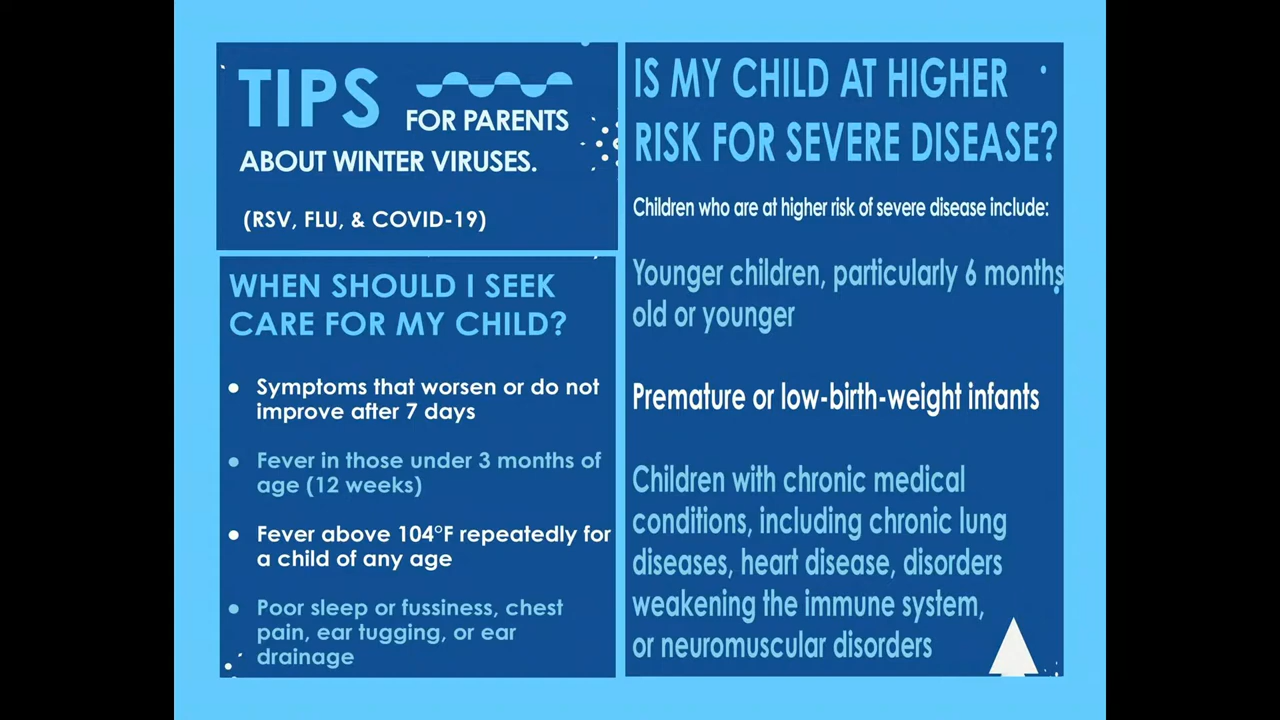 TIPS
FOR PARENTS
ABOUT WINTER VIRUSES.
(RSV, FLU, & COVID-19)
WHEN SHOULD I SEEK
CARE FOR MY CHILD?
• Symptoms that worsen or do not
improve after 7 days
• Fever in those under 3 months of
age (12 weeks)
• Fever above 104°F repeatedly for
a child of any age
• Poor sleep or fussiness, chest
pain, ear tugging, or ear
drainage
IS MY CHILD AT HIGHER
RISK FOR SEVERE DISEASE?
Children who are at higher risk of severe disease include:
Younger children, particularly 6 months
old or younger
Premature or low-birth-weight infants
Children with chronic medical
conditions, including chronic lung
diseases, heart disease, disorders
weakening the immune system,
or neuromuscular disorders